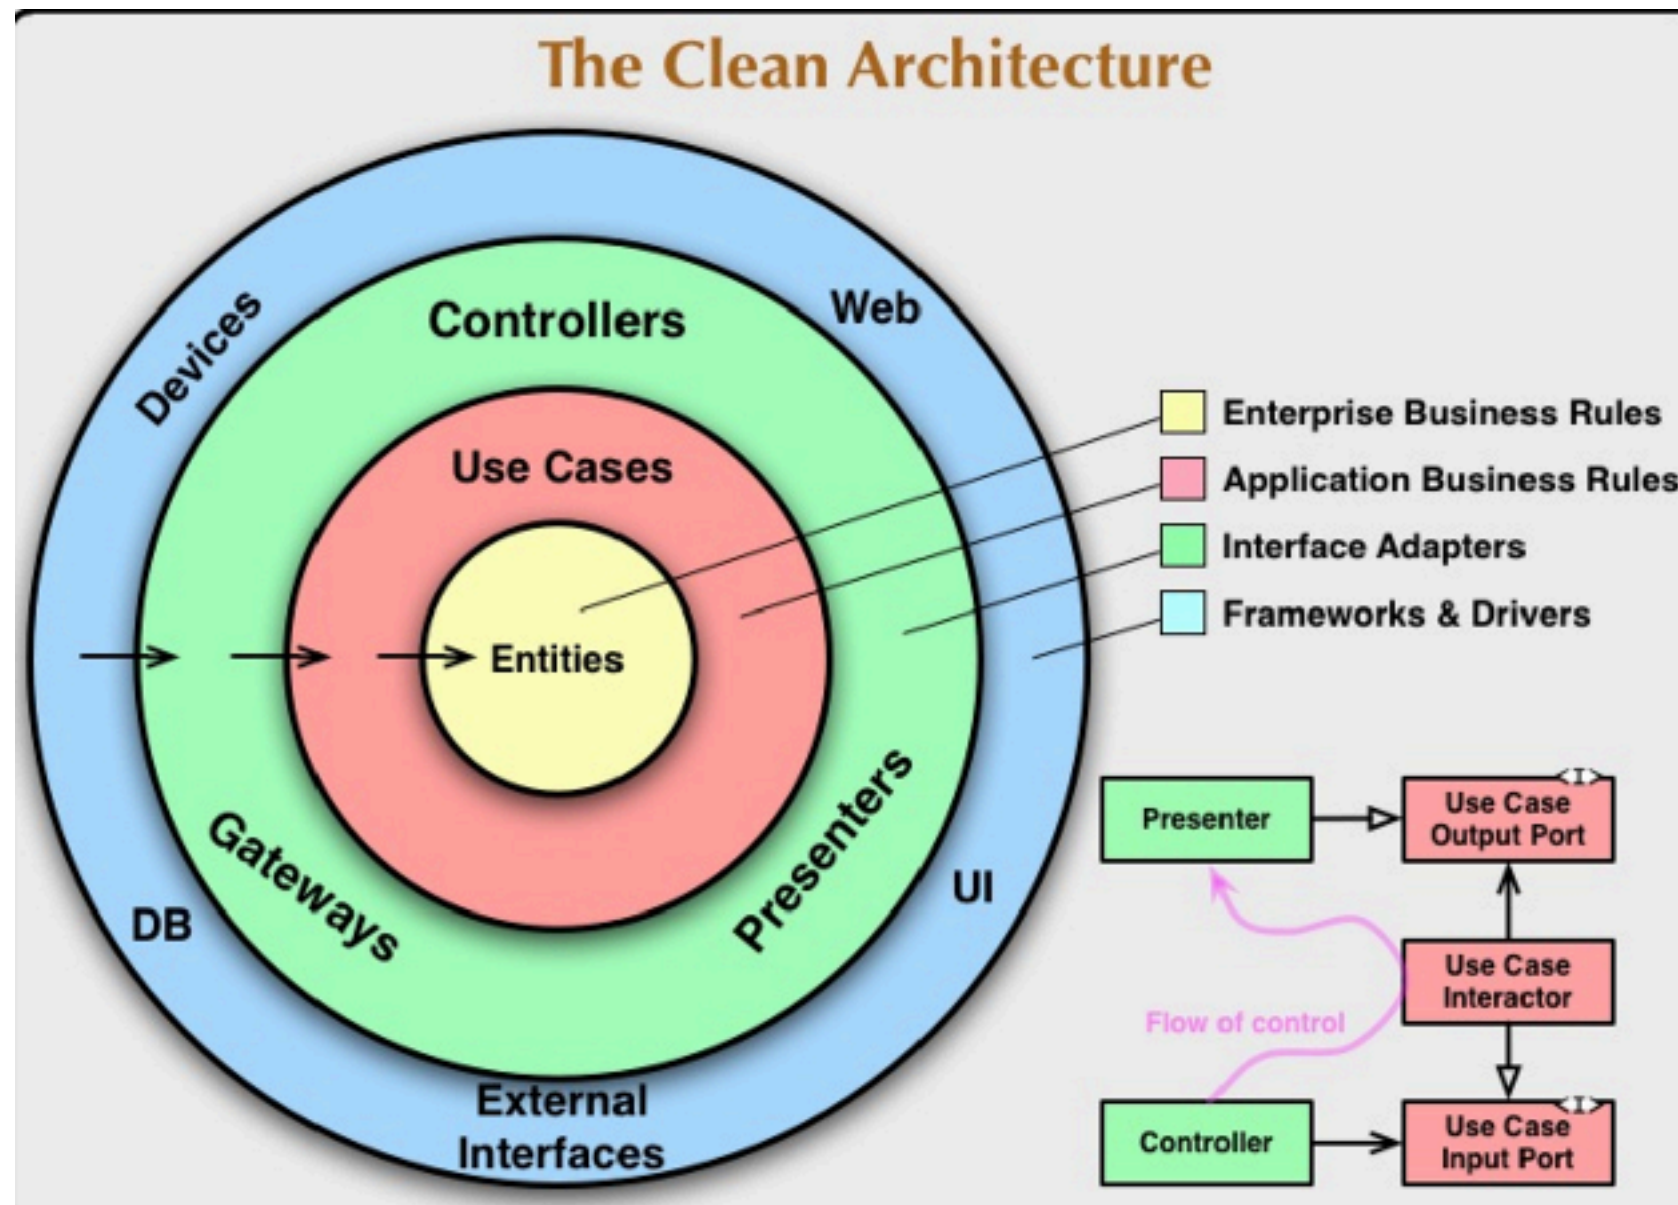 The Clean Architecture
Devices
Web
Controllers
Use Cases
Entities
Gateways
Presenters
DB
UI
External
Interfaces
Enterprise Business Rules
Application Business Rules
Interface Adapters
Frameworks & Drivers
Presenter
Use Case
Output Port
<I>
Use Case
Interactor
Flow of control
Controller
Use Case
Input Port
<I>